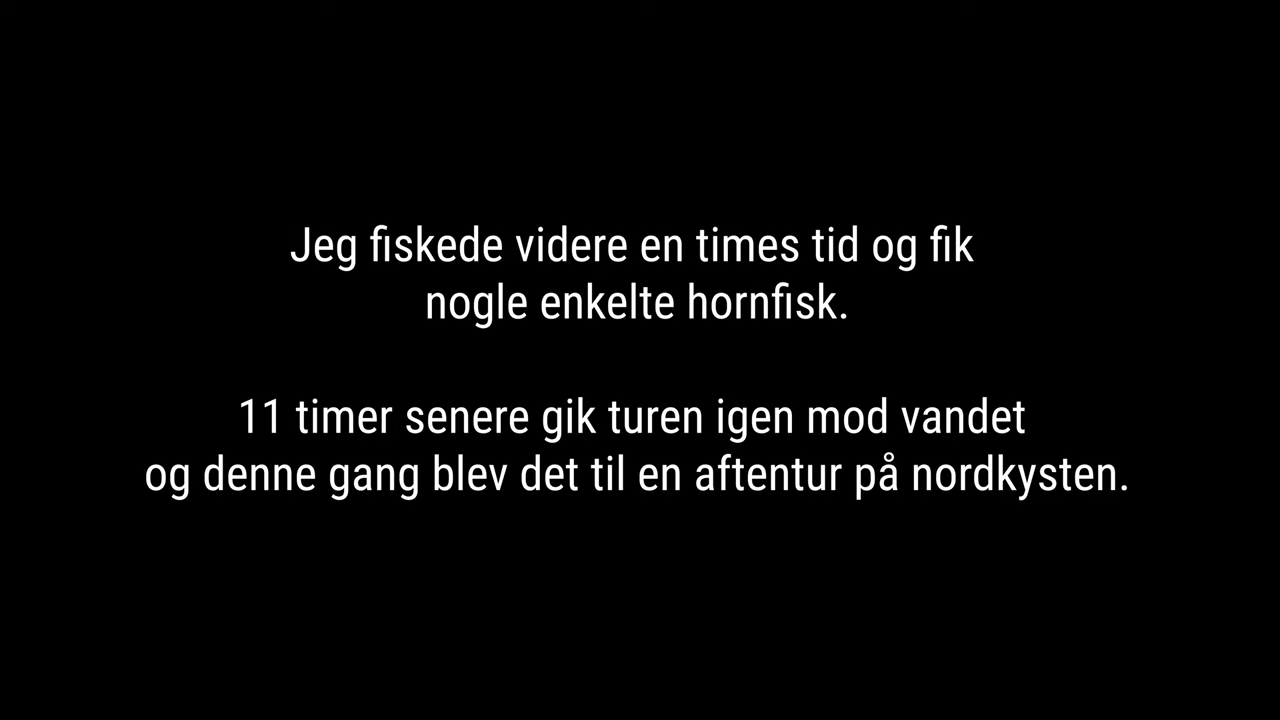 Jeg fiskede videre en times tid og fik
nogle enkelte hornfisk.
11 timer senere gik turen igen mod vandet
og denne gang blev det til en aftentur på nordkysten.